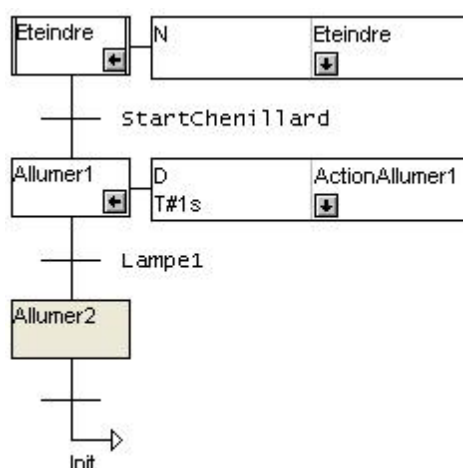 Eteindre N Eteindre
StartChenillard
Allumer1 D ActionAllumer1
T#1s
Lampe1
Allumer2
Init